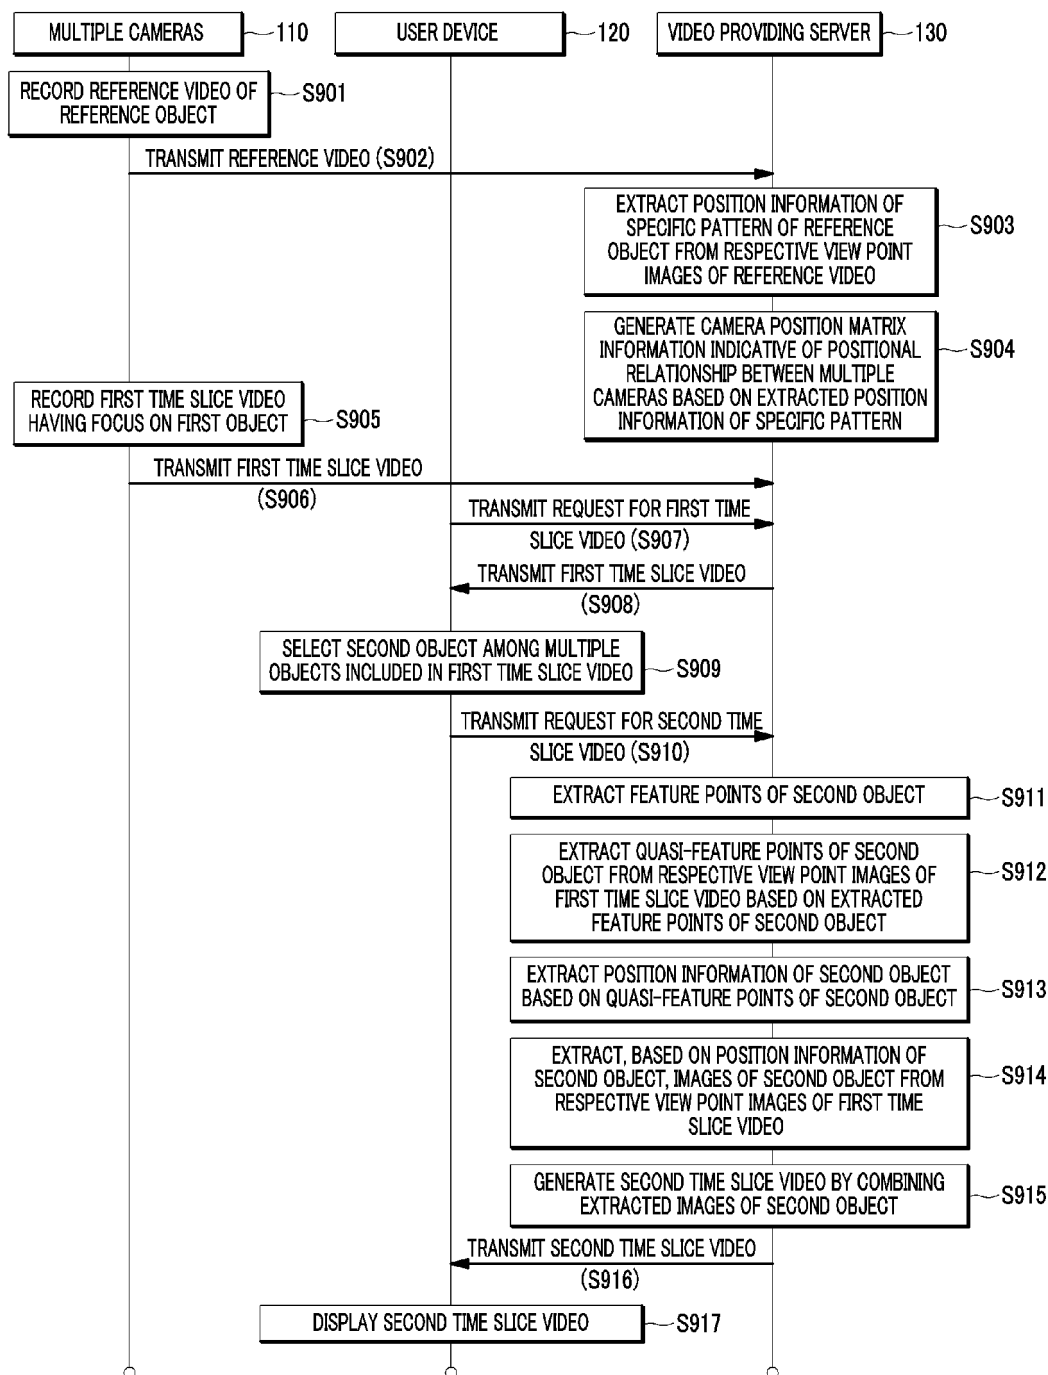 MULTIPLE CAMERAS
110
USER DEVICE
120
VIDEO PROVIDING SERVER
130
RECORD REFERENCE VIDEO OF
REFERENCE OBJECT
S901
TRANSMIT REFERENCE VIDEO (S902)
EXTRACT POSITION INFORMATION OF
SPECIFIC PATTERN OF REFERENCE
OBJECT FROM RESPECTIVE VIEW POINT
IMAGES OF REFERENCE VIDEO
S903
GENERATE CAMERA POSITION MATRIX
INFORMATION INDICATIVE OF POSITIONAL
RELATIONSHIP BETWEEN MULTIPLE
CAMERAS BASED ON EXTRACTED POSITION
INFORMATION OF SPECIFIC PATTERN
S904
RECORD FIRST TIME SLICE VIDEO
HAVING FOCUS ON FIRST OBJECT
S905
TRANSMIT FIRST TIME SLICE VIDEO
(S906)
TRANSMIT REQUEST FOR FIRST TIME
SLICE VIDEO (S907)
TRANSMIT FIRST TIME SLICE VIDEO
(S908)
SELECT SECOND OBJECT AMONG MULTIPLE
OBJECTS INCLUDED IN FIRST TIME SLICE VIDEO
S909
TRANSMIT REQUEST FOR SECOND TIME
SLICE VIDEO (S910)
EXTRACT FEATURE POINTS OF SECOND OBJECT
S911
EXTRACT QUASI-FEATURE POINTS OF SECOND
OBJECT FROM RESPECTIVE VIEW POINT IMAGES OF
FIRST TIME SLICE VIDEO BASED ON EXTRACTED
FEATURE POINTS OF SECOND OBJECT
S912
EXTRACT POSITION INFORMATION OF SECOND OBJECT
BASED ON QUASI-FEATURE POINTS OF SECOND OBJECT
S913
EXTRACT, BASED ON POSITION INFORMATION OF
SECOND OBJECT, IMAGES OF SECOND OBJECT FROM
RESPECTIVE VIEW POINT IMAGES OF FIRST TIME
SLICE VIDEO
S914
GENERATE SECOND TIME SLICE VIDEO BY COMBINING
EXTRACTED IMAGES OF SECOND OBJECT
S915
TRANSMIT SECOND TIME SLICE VIDEO
(S916)
DISPLAY SECOND TIME SLICE VIDEO
S917